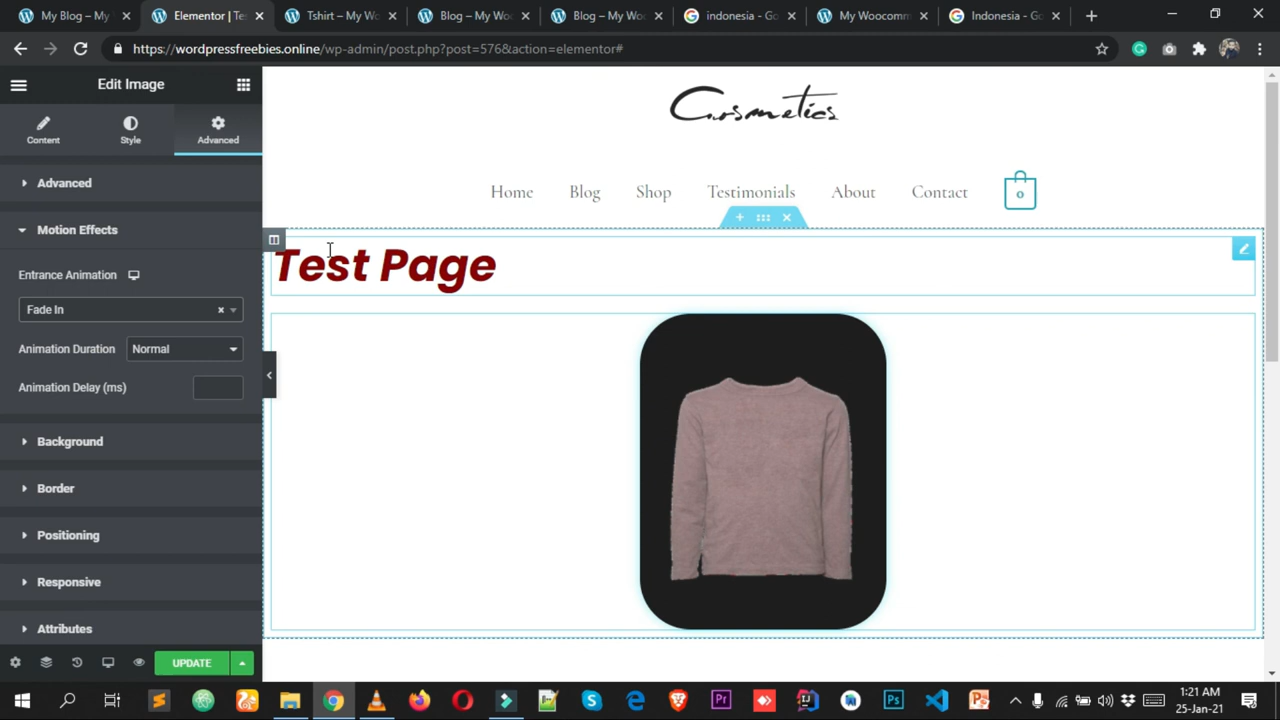 My Blog – My
Elementor | Te
Tshirt – My Wo
Blog – My Woo
Blog – My Woo
indonesia - Go
My Woocomm
Indonesia - Go
https://wordpressfreebies.online/wp-admin/post.php?post=576&action=elementor#
Edit Image
Content
Style
Advanced
Advanced
Motion Effects
Entrance Animation
Fade In
Animation Duration
Normal
Animation Delay (ms)
Background
Border
Positioning
Responsive
Attributes
UPDATE
Cosmetics
Home
Blog
Shop
Testimonials
About
Contact
0
Test Page
1:21 AM
25-Jan-21